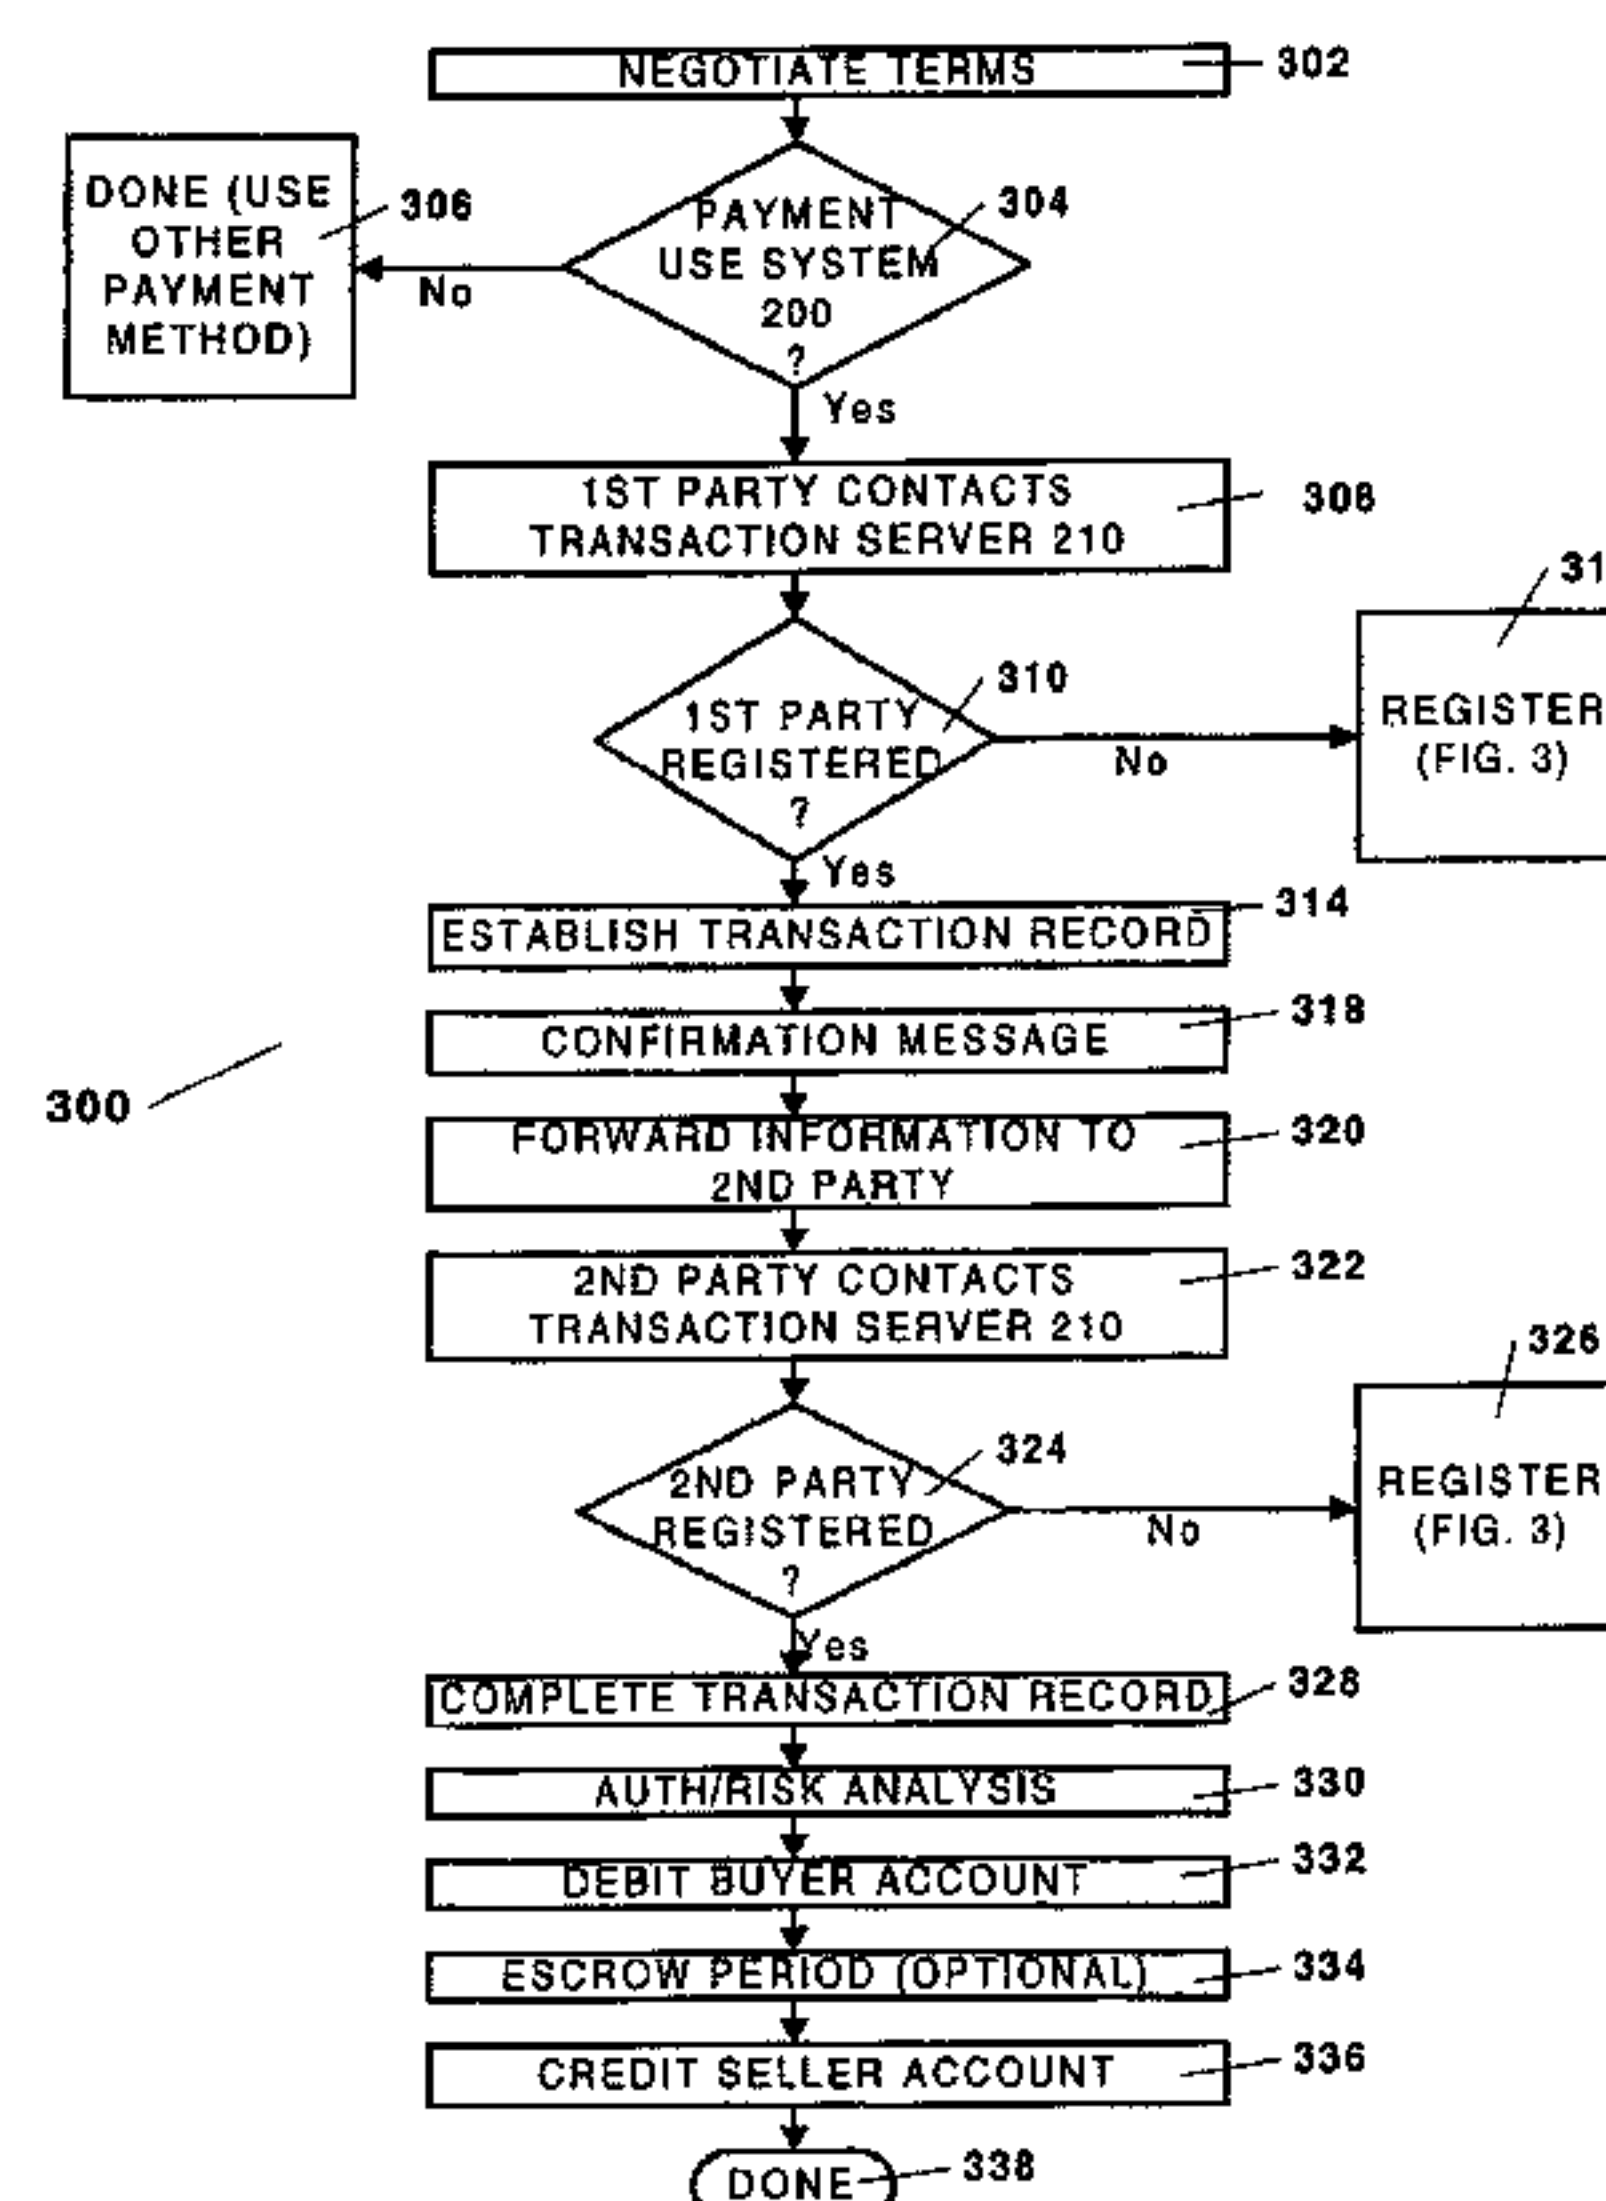 NEGOTIATE TERMS
302
DONE (USE
OTHER
PAYMENT
METHOD)
306
PAYMENT
USE SYSTEM
200
?
304
No
Yes
1ST PARTY CONTACTS
TRANSACTION SERVER 210
308
1ST PARTY
REGISTERED
?
310
No
REGISTER
(FIG. 3)
Yes
ESTABLISH TRANSACTION RECORD
314
CONFIRMATION MESSAGE
318
300
FORWARD INFORMATION TO
2ND PARTY
320
2ND PARTY CONTACTS
TRANSACTION SERVER 210
322
2ND PARTY
REGISTERED
?
324
No
326
REGISTER
(FIG. 3)
Yes
COMPLETE TRANSACTION RECORD
328
AUTH/RISK ANALYSIS
330
DEBIT BUYER ACCOUNT
332
ESCROW PERIOD (OPTIONAL)
334
CREDIT SELLER ACCOUNT
336
DONE
338